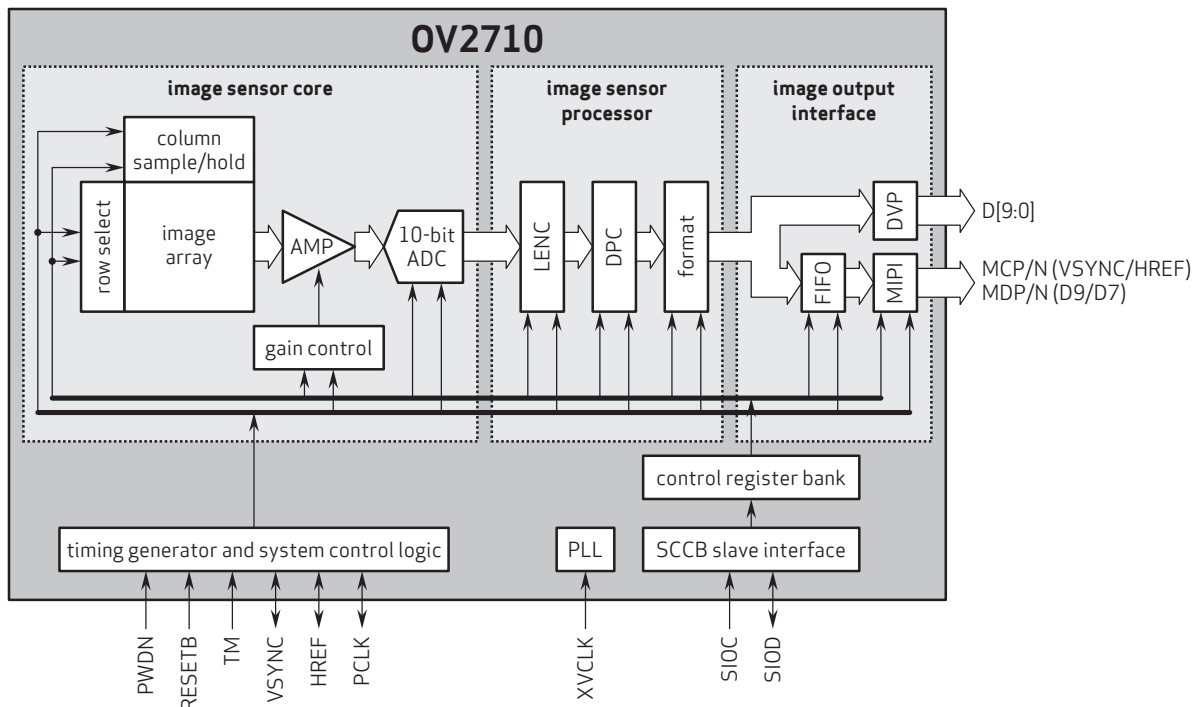 OV2710
image sensor core
image sensor
processor
image output
interface
column
sample/hold
row select
image
array
AMP
10-bit
ADC
gain control
LENC
DPC
format
DVP
FIFO
MIPI
D[9:0]
MCP/N (VSYNC/HREF)
MDP/N (D9/D7)
control register bank
timing generator and system control logic
PLL
SCCB slave interface
PWDN
RESETB
TM
VSYNC
HREF
PCLK
XVCLK
SIOC
SIOD